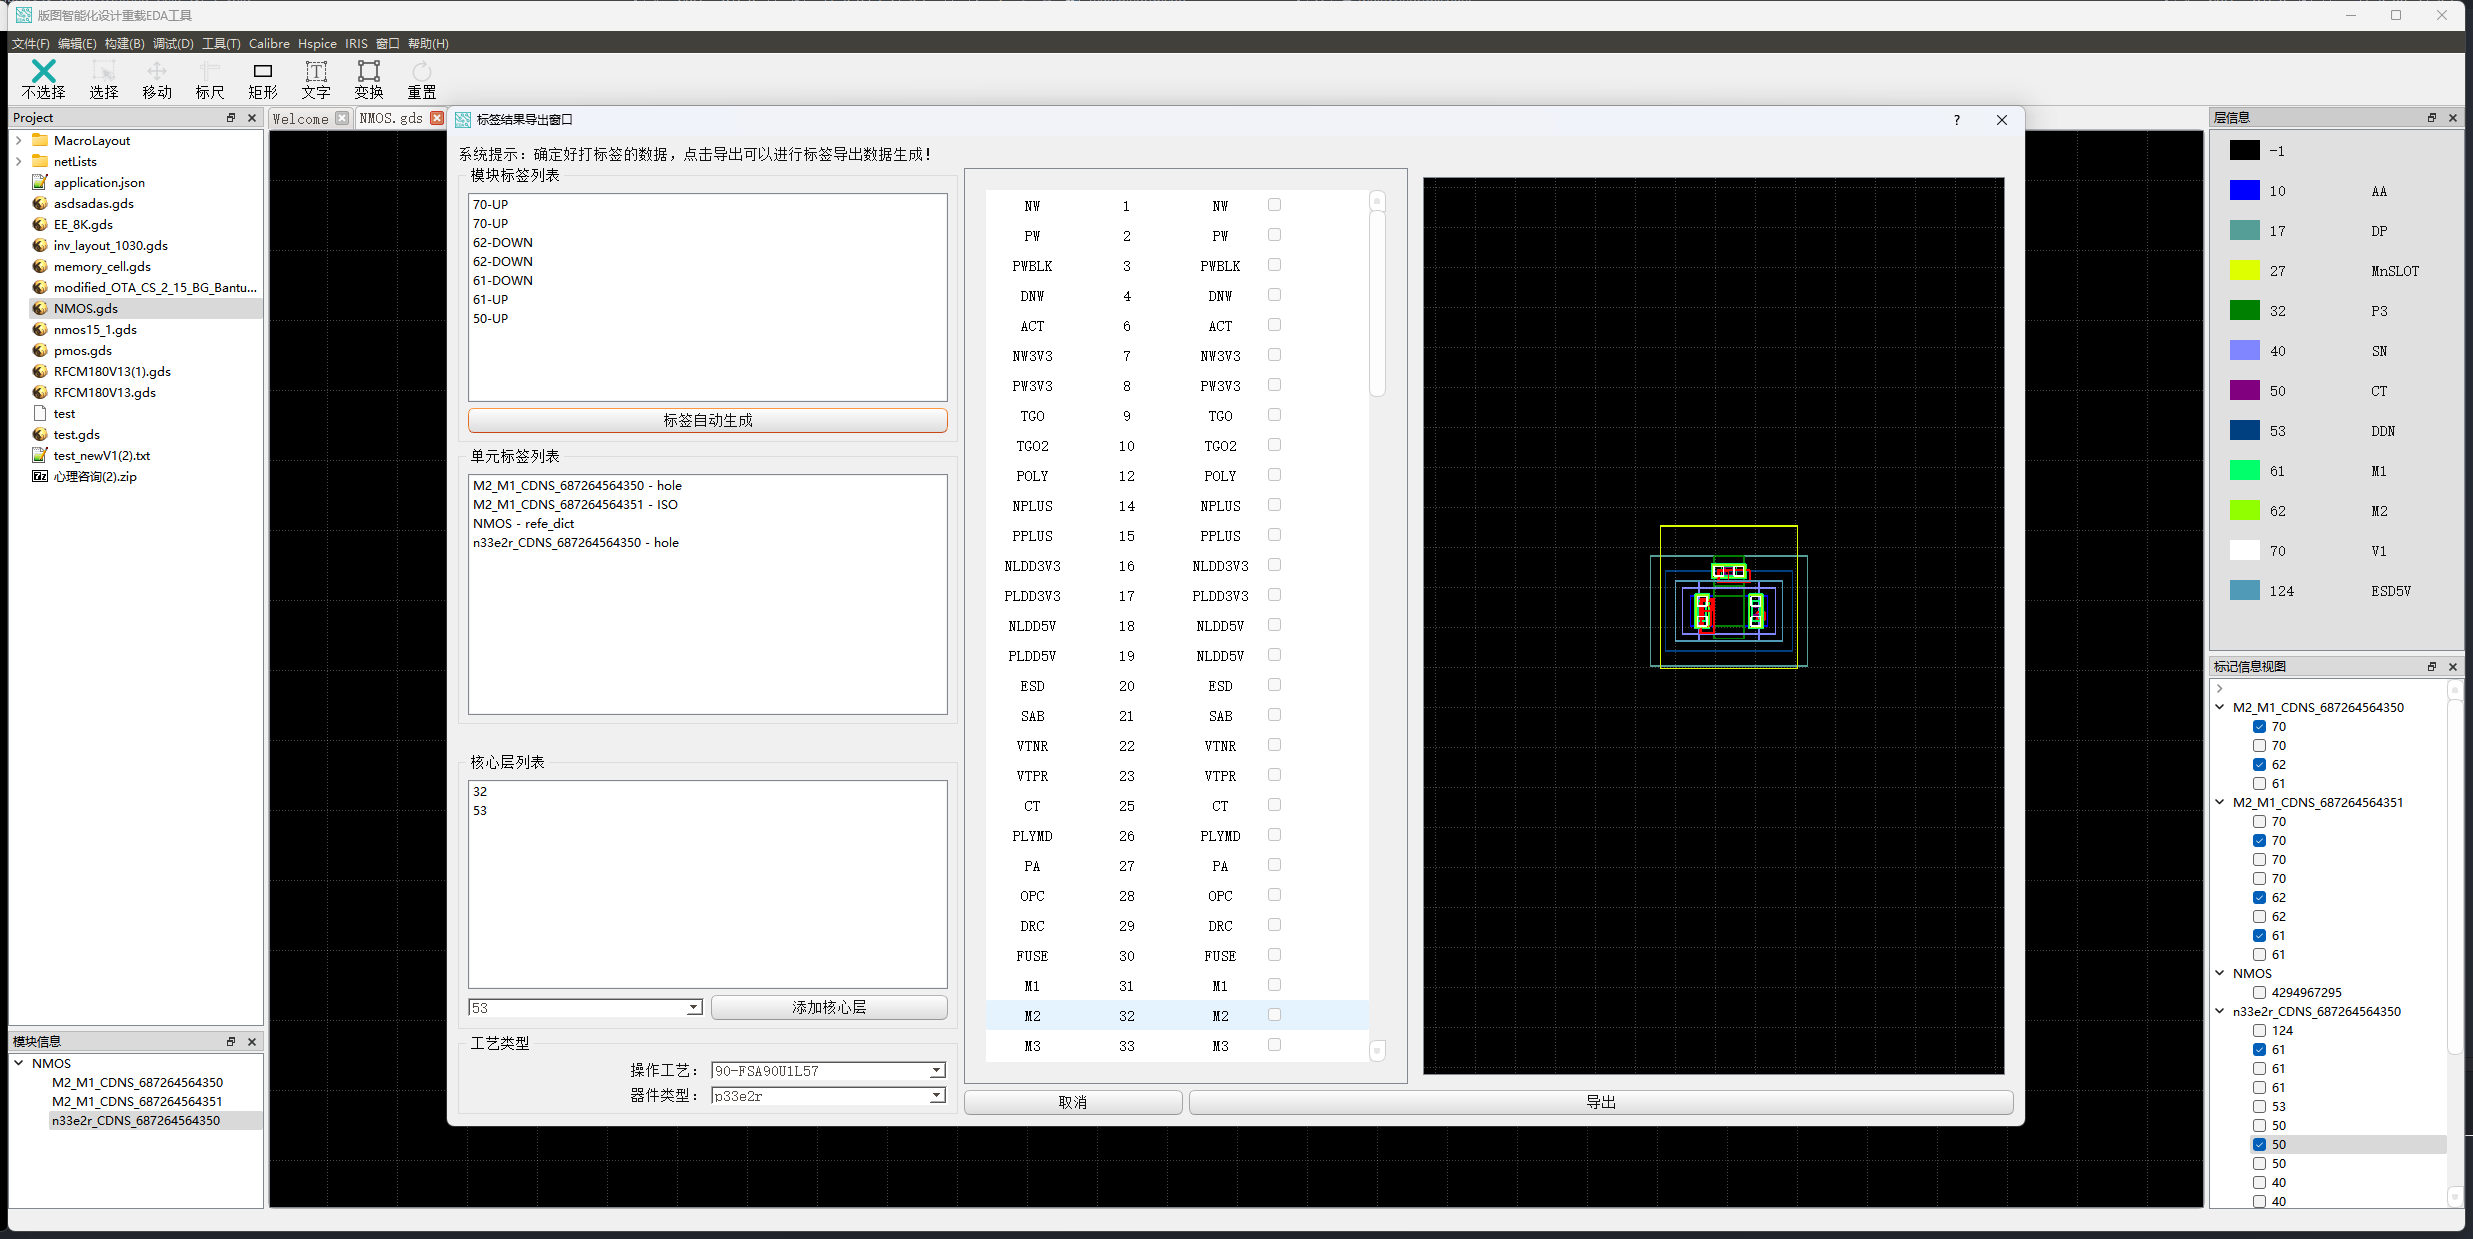 版图智能化设计重载EDA工具
文件(F) 编辑(E) 构建(B) 调试(D) 工具(T) Calibre Hspice IRIS 窗口 帮助(H)
不选择 选择 移动 标尺 矩形 文字 变换 重置
Project
MacroLayout
netLists
application.json
asdsadas.gds
EE_8K.gds
inv_layout_1030.gds
memory_cell.gds
modified_OTA_CS_2_15_BG_Bantu...
NMOS.gds
nmos15_1.gds
pmos.gds
RFCM180V13(1).gds
RFCM180V13.gds
test
test.gds
test_newV1(2).txt
心理咨询(2).zip
模块信息
NMOS
M2_M1_CDNS_687264564350
M2_M1_CDNS_687264564351
n33e2r_CDNS_687264564350
Welcome NMOS.gds
标签结果导出窗口
?
系统提示：确定好打标签的数据，点击导出可以进行标签导出数据生成！
模块标签列表
70-UP
70-UP
62-DOWN
62-DOWN
61-DOWN
61-UP
50-UP
标签自动生成
单元标签列表
M2_M1_CDNS_687264564350 - hole
M2_M1_CDNS_687264564351 - ISO
NMOS - refe_dict
n33e2r_CDNS_687264564350 - hole
核心层列表
32
53
53 添加核心层
工艺类型
操作工艺： 90-FSA90U1L57
器件类型： p33e2r
NW 1 NW
PW 2 PW
PWBLK 3 PWBLK
DNW 4 DNW
ACT 6 ACT
NW3V3 7 NW3V3
PW3V3 8 PW3V3
TGO 9 TGO
TGO2 10 TGO2
POLY 12 POLY
NPLUS 14 NPLUS
PPLUS 15 PPLUS
NLDD3V3 16 NLDD3V3
PLDD3V3 17 PLDD3V3
NLDD5V 18 NLDD5V
PLDD5V 19 NLDD5V
ESD 20 ESD
SAB 21 SAB
VTNR 22 VTNR
VTPR 23 VTPR
CT 25 CT
PLYMD 26 PLYMD
PA 27 PA
OPC 28 OPC
DRC 29 DRC
FUSE 30 FUSE
M1 31 M1
M2 32 M2
M3 33 M3
取消 导出
层信息
-1
10 AA
17 DP
27 MnSLOT
32 P3
40 SN
50 CT
53 DDN
61 M1
62 M2
70 V1
124 ESD5V
标记信息视图
M2_M1_CDNS_687264564350
70
70
62
61
M2_M1_CDNS_687264564351
70
70
70
70
62
62
61
61
NMOS
4294967295
n33e2r_CDNS_687264564350
124
61
61
61
53
50
50
50
40
40